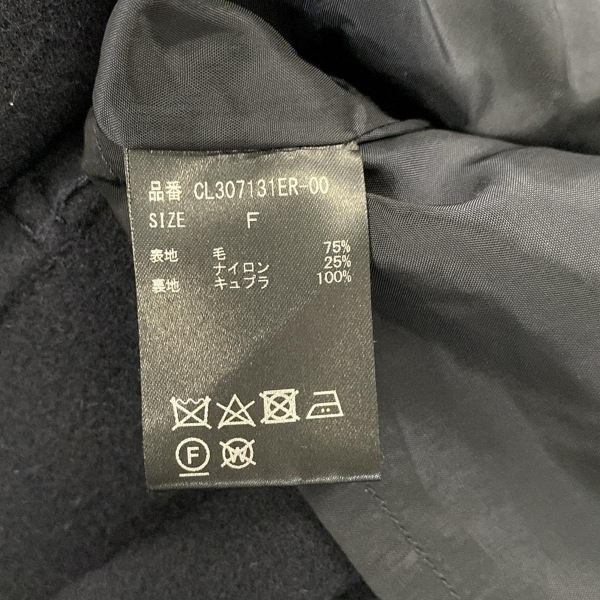 品番 CL307131ER-00
SIZE F
表地 毛 75%
ナイロン 25%
裏地 キュプラ 100%
F W